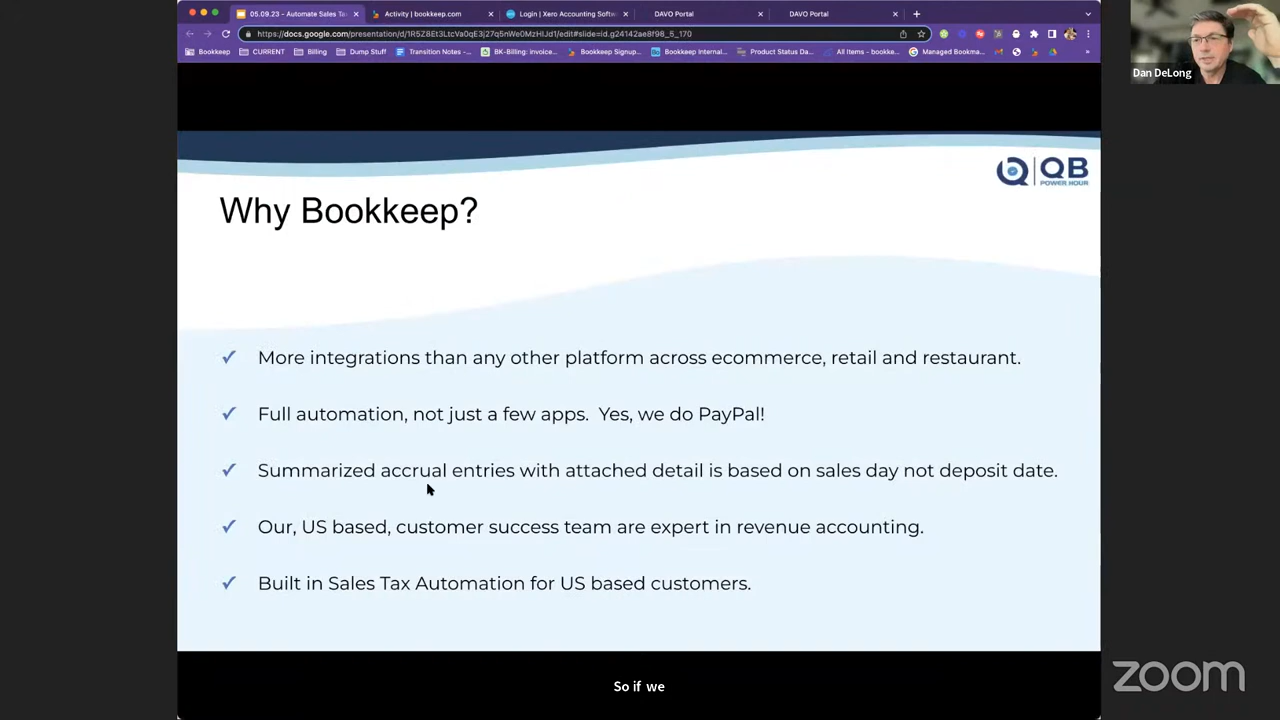 05.09.23 - Automate Sales Ta
Activity | bookkeep.com
Login | Xero Accounting Softw
DAVO Portal
DAVO Portal
Dan DeLong
Bookkeep
CURRENT
Billing
Dump Stuff
Transition Notes -...
BK-Billing: invoice...
Bookkeep Signup...
Bookkeep Internal...
Product Status Da...
All Items - bookke...
Managed Bookma...
QB
POWER HOUR
Why Bookkeep?
✓ More integrations than any other platform across ecommerce, retail and restaurant.
✓ Full automation, not just a few apps. Yes, we do PayPal!
✓ Summarized accrual entries with attached detail is based on sales day not deposit date.
✓ Our, US based, customer success team are expert in revenue accounting.
✓ Built in Sales Tax Automation for US based customers.
So if we
zoom